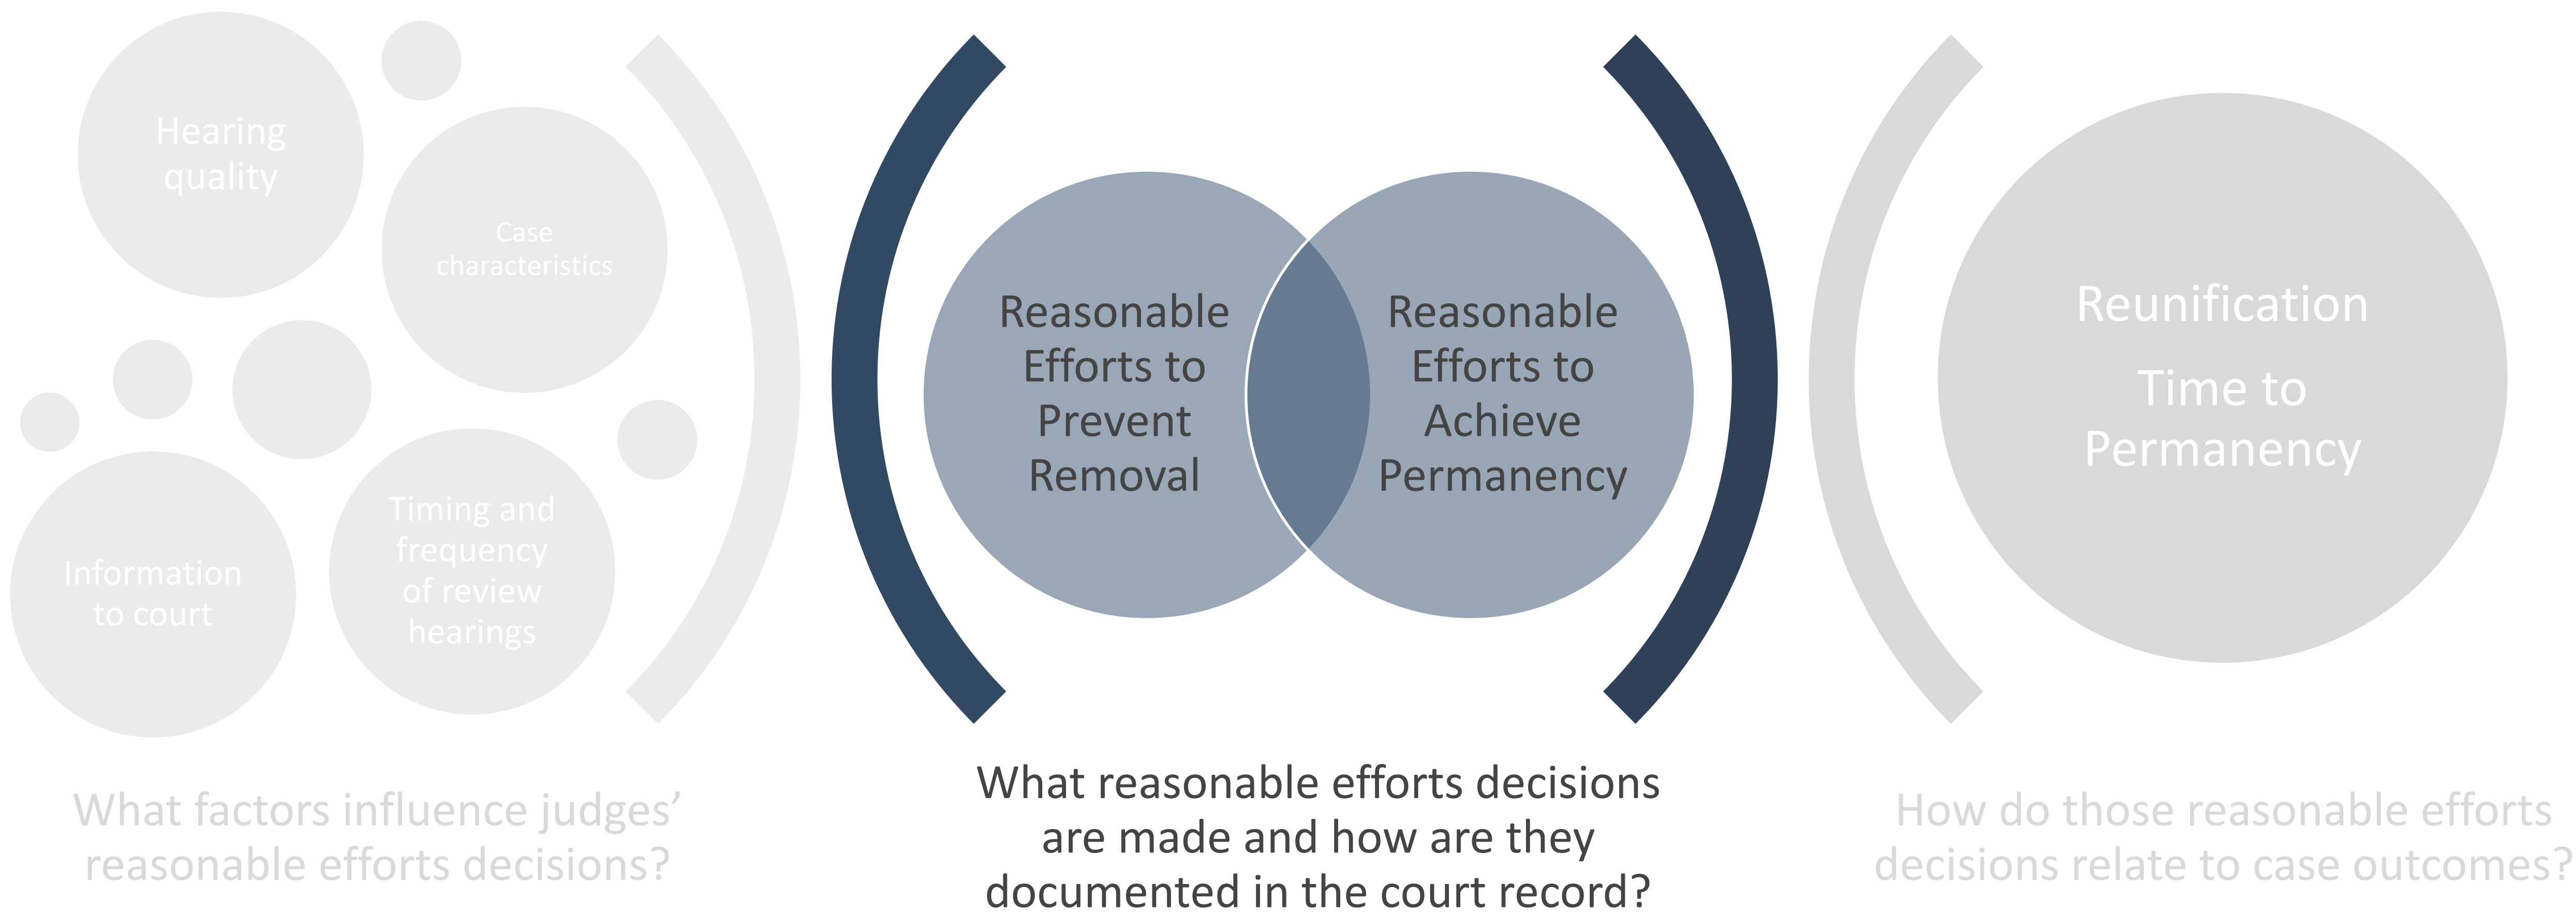 Hearing
quality
Case
characteristics
Information
to court
Timing and
frequency
of review
hearings
What factors influence judges’
reasonable efforts decisions?
Reasonable
Efforts to
Prevent
Removal
Reasonable
Efforts to
Achieve
Permanency
What reasonable efforts decisions
are made and how are they
documented in the court record?
Reunification
Time to
Permanency
How do those reasonable efforts
decisions relate to case outcomes?